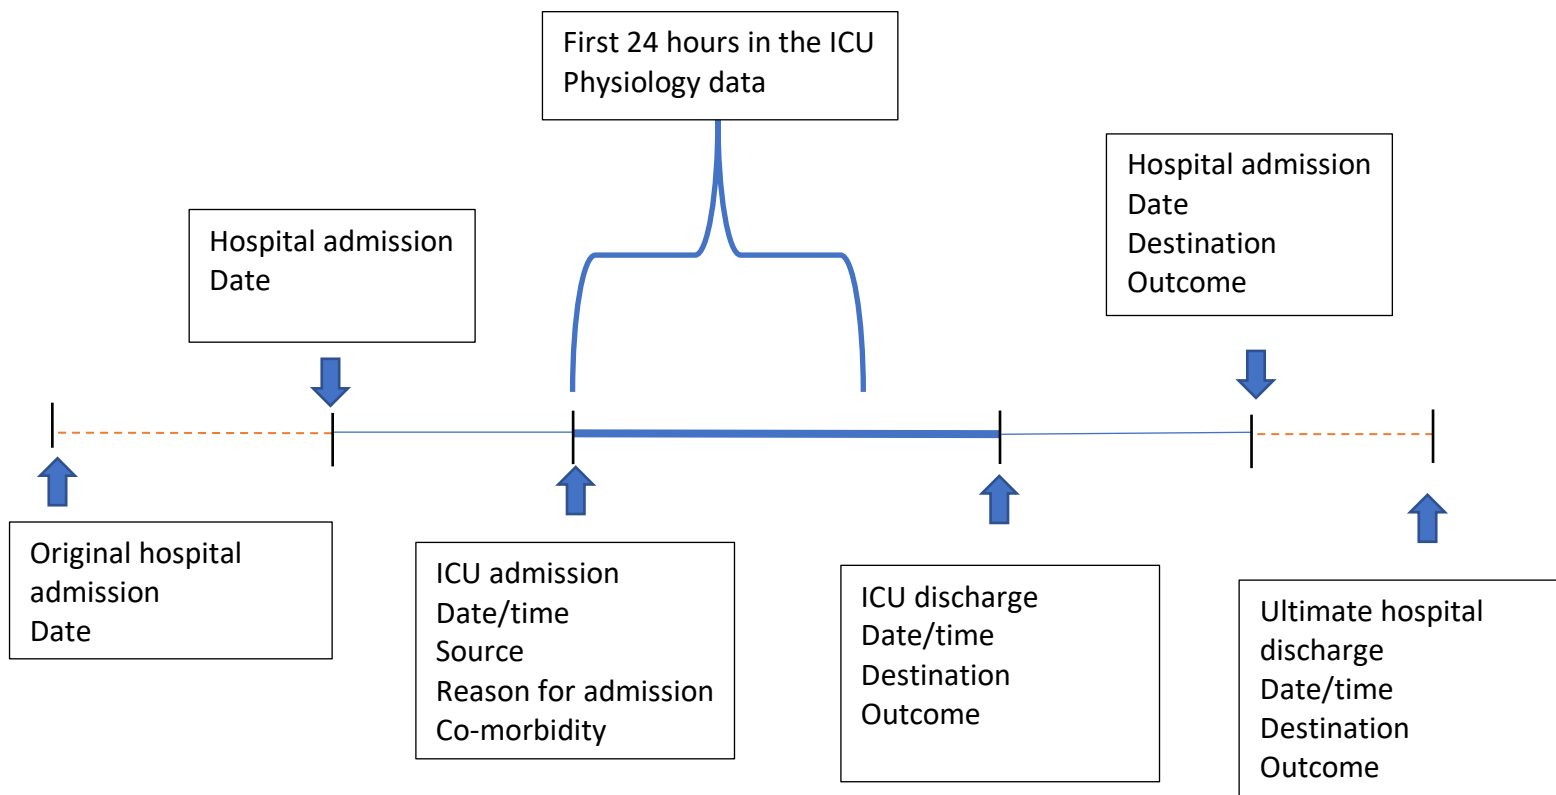 First 24 hours in the ICU
Physiology data
Hospital admission
Date
Hospital admission
Date
Destination
Outcome
Original hospital
admission
Date
ICU admission
Date/time
Source
Reason for admission
Co-morbidity
ICU discharge
Date/time
Destination
Outcome
Ultimate hospital
discharge
Date/time
Destination
Outcome